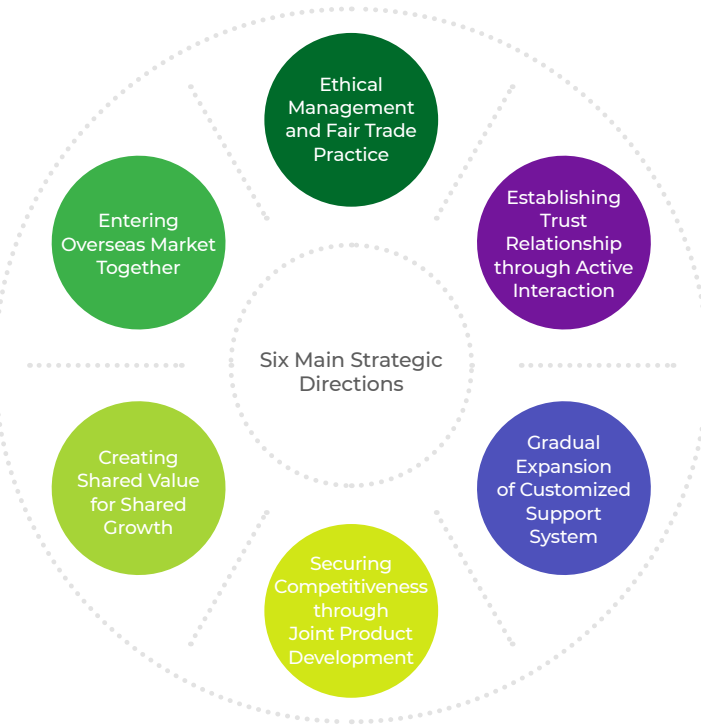 Ethical
Management
and Fair Trade
Practice
Establishing
Trust
Relationship
through Active
Interaction
Gradual
Expansion
of Customized
Support
System
Securing
Competitiveness
through
Joint Product
Development
Creating
Shared Value
for Shared
Growth
Entering
Overseas Market
Together
Six Main Strategic
Directions